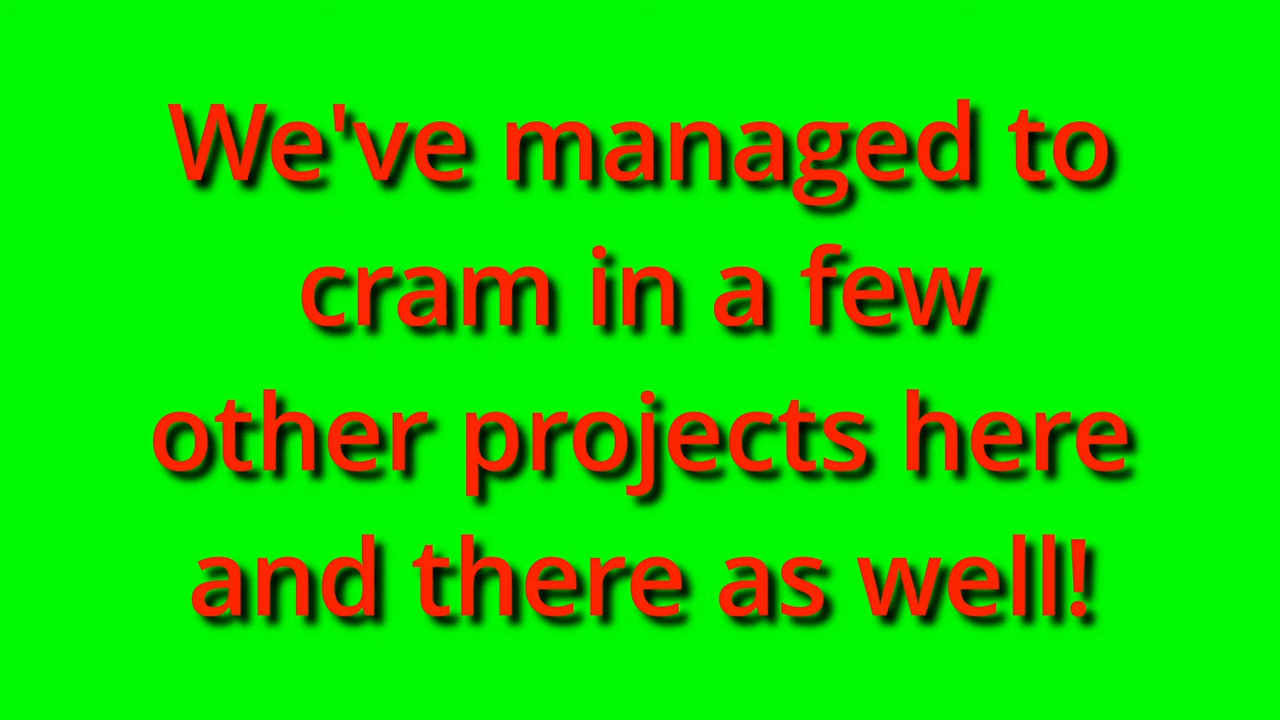 We've managed to
cram in a few
other projects here
and there as well!